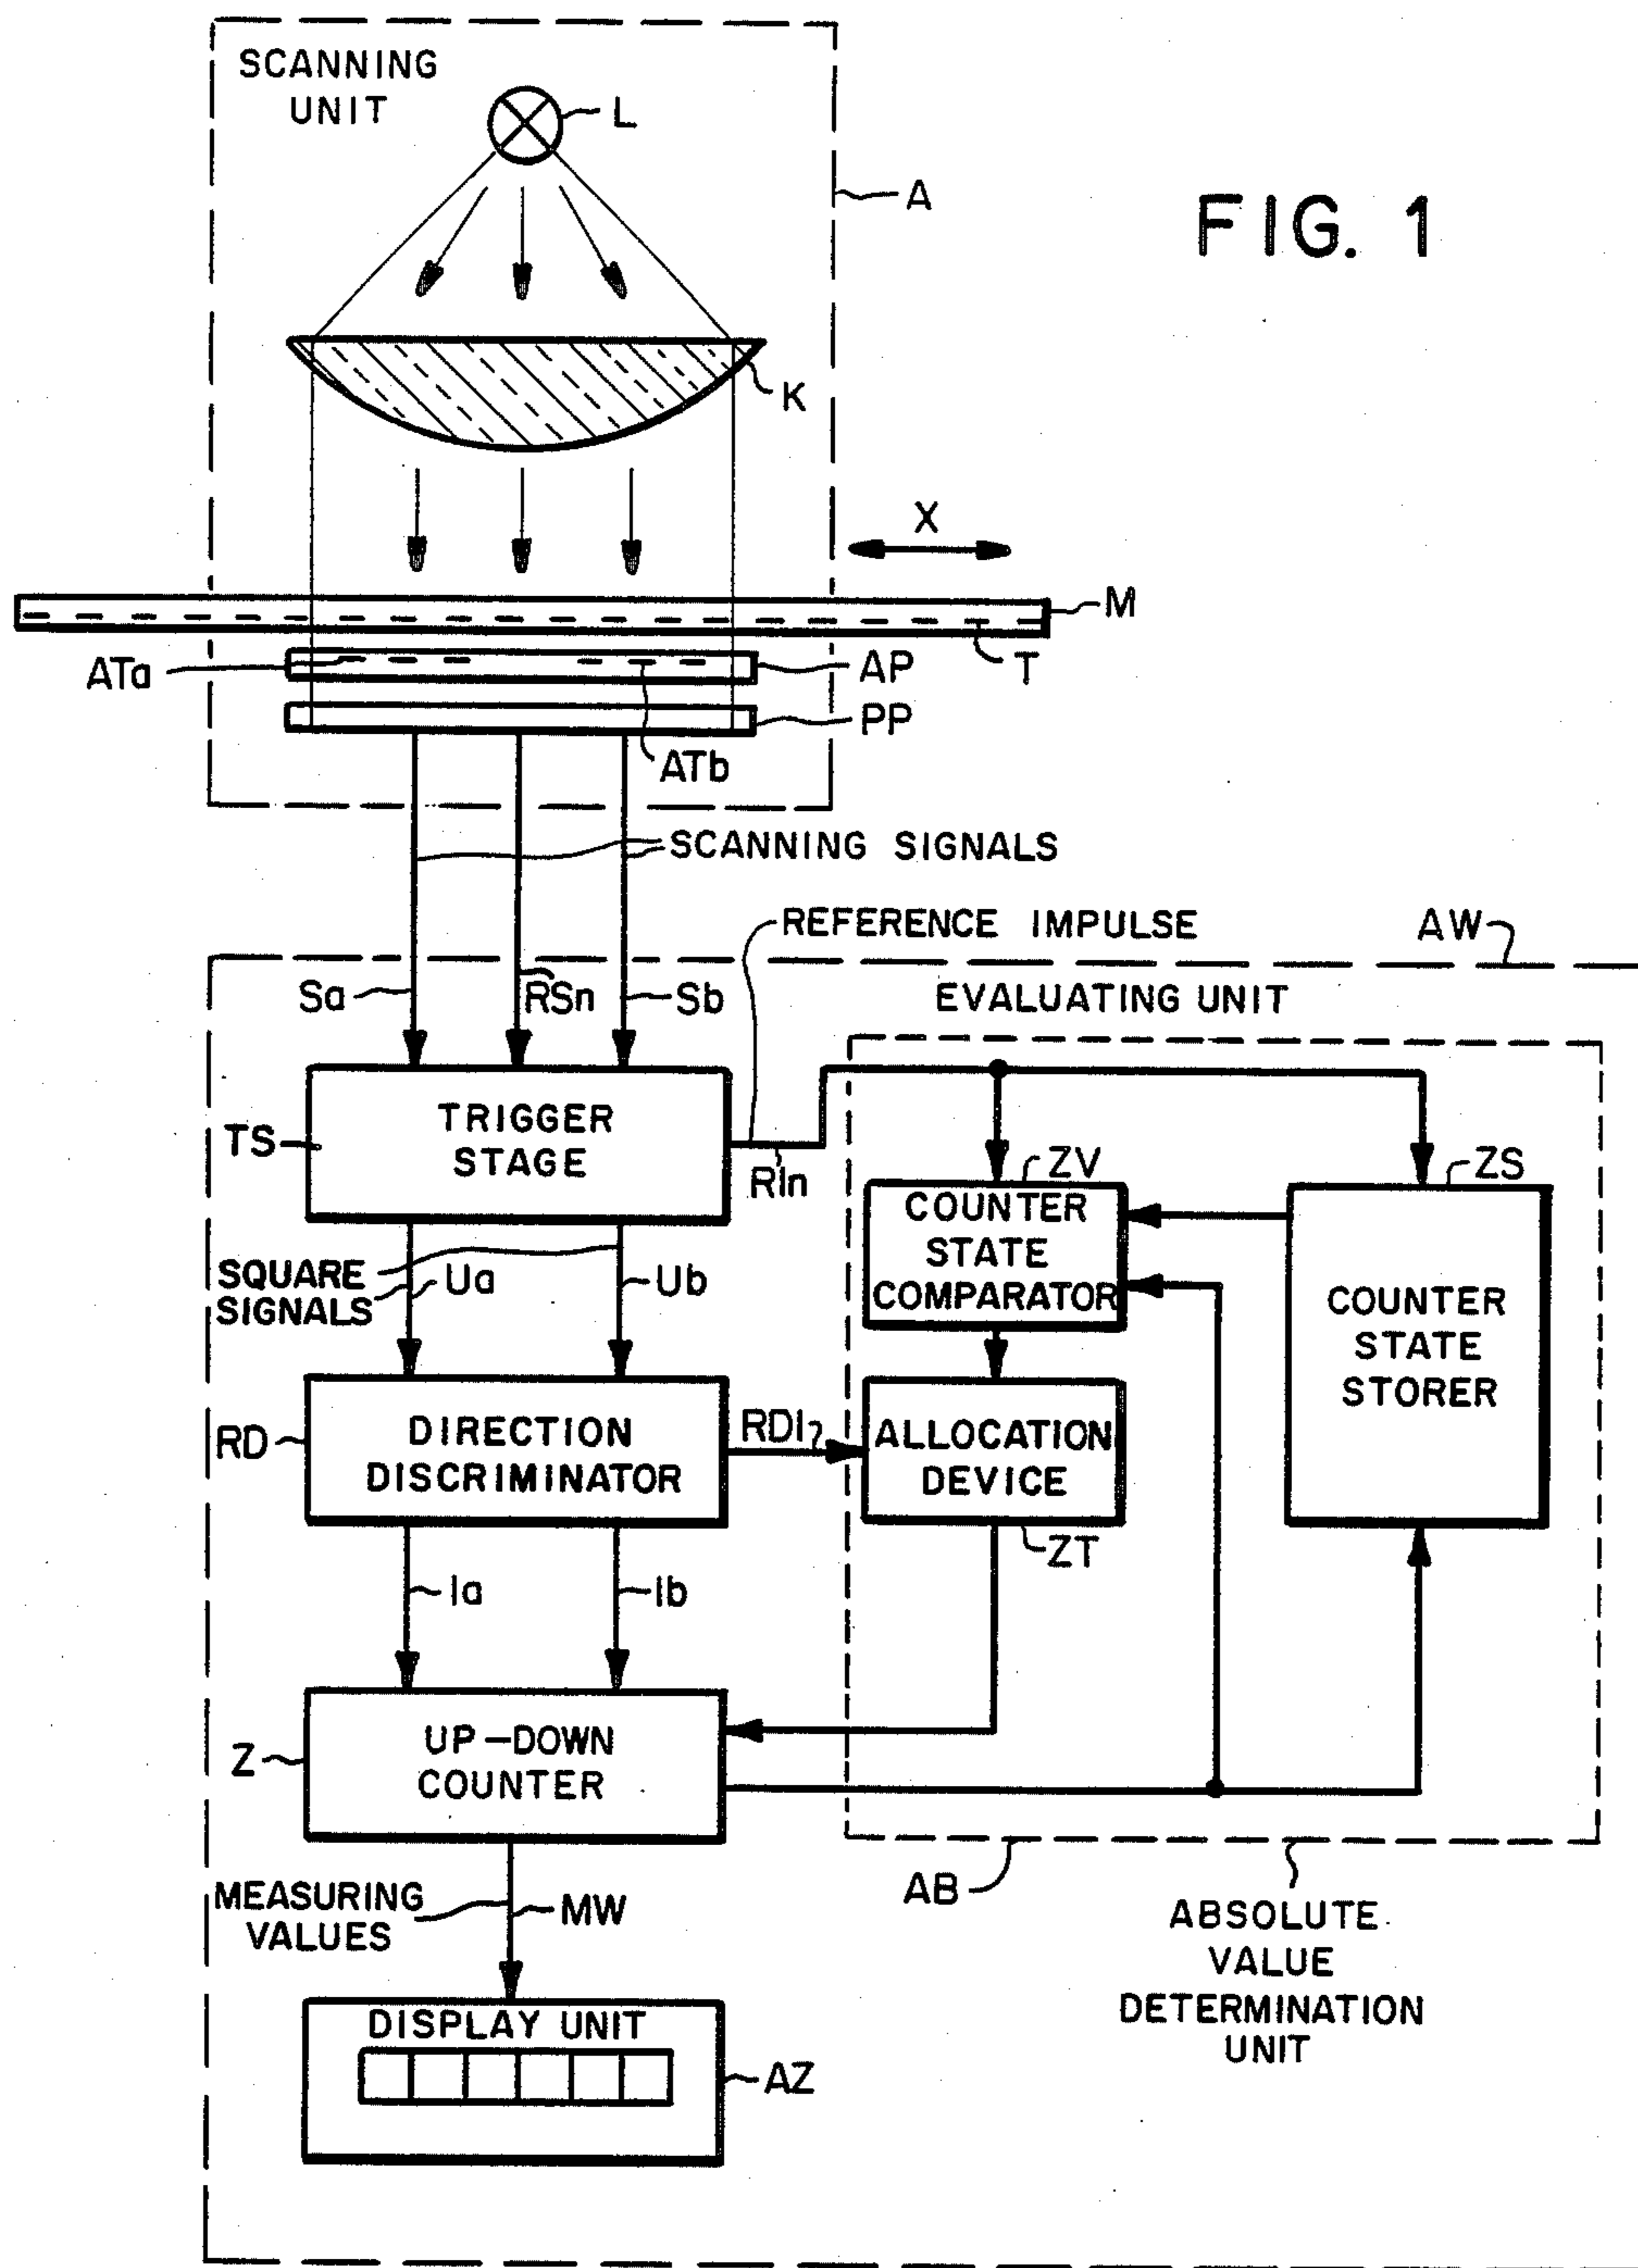 SCANNING
UNIT
L
A
FIG. 1
K
X
M
ATa
AP
T
PP
ATb
SCANNING SIGNALS
REFERENCE IMPULSE
AW
Sa
RSn
Sb
EVALUATING UNIT
TS
TRIGGER
STAGE
RIn
ZV
ZS
COUNTER
STATE
COMPARATOR
SQUARE
SIGNALS
Ua
Ub
COUNTER
STATE
STORER
RD
DIRECTION
DISCRIMINATOR
RDI
ALLOCATION
DEVICE
ZT
Ia
Ib
Z
UP-DOWN
COUNTER
MEASURING
VALUES
MW
AB
ABSOLUTE
VALUE
DETERMINATION
UNIT
DISPLAY UNIT
AZ